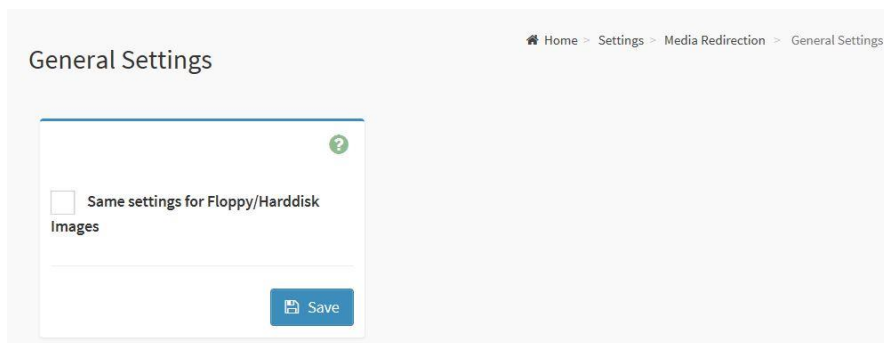 Home > Settings > Media Redirection > General Settings
General Settings
Same settings for Floppy/Harddisk
Images
Save